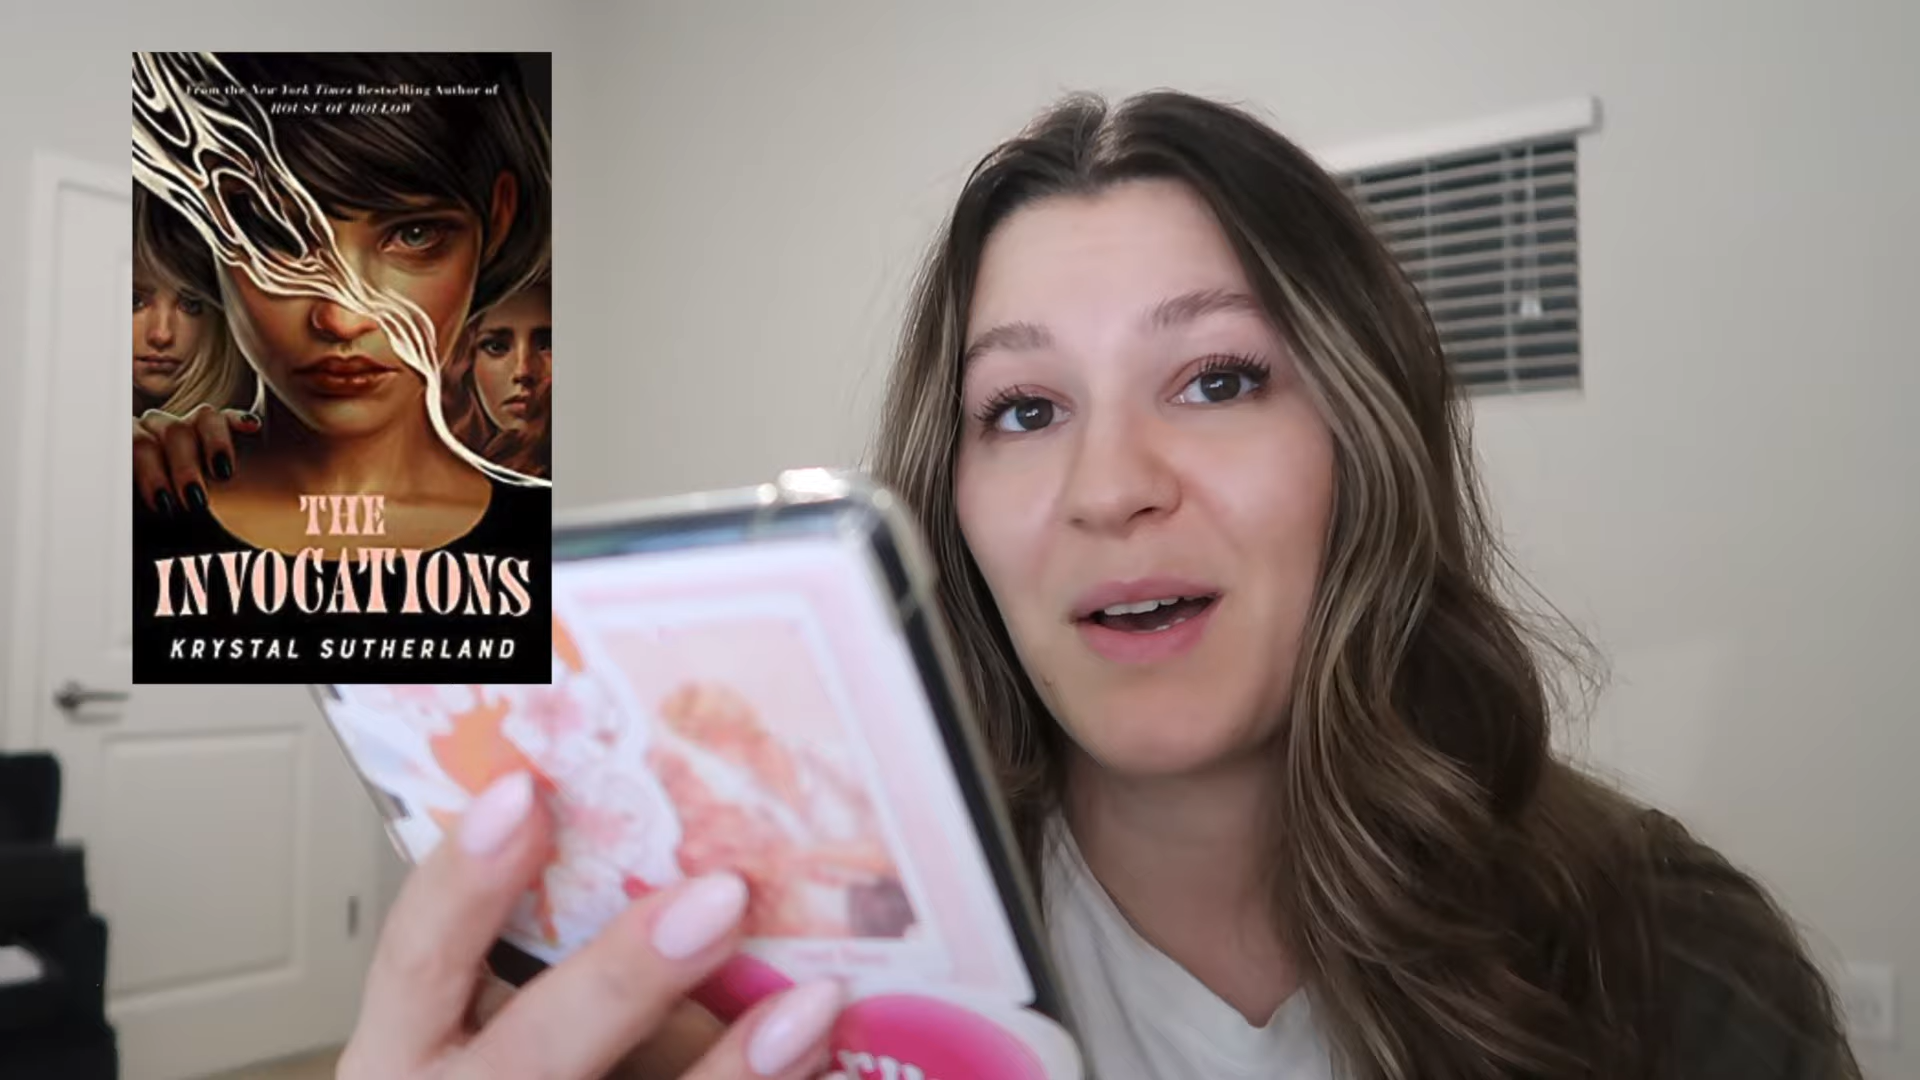 From the New York Times Bestselling Author of
HOUSE OF HOLLOW
THE
INVOCATIONS
KRYSTAL SUTHERLAND